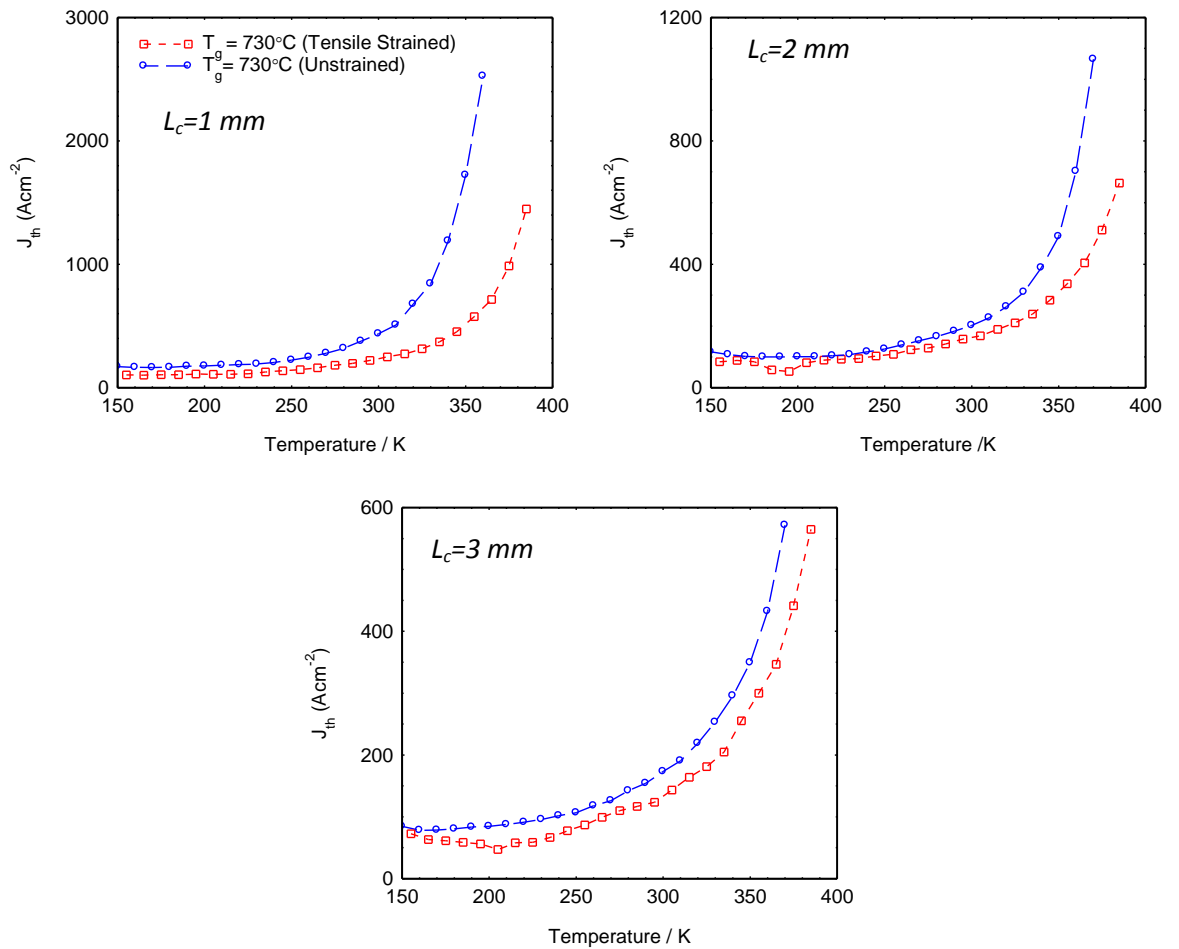 3000
2000
1000
0
J_th (Acm^-2)
T_g = 730°C (Tensile Strained)
T_g= 730°C (Unstrained)
L_c=1 mm
150 200 250 300 350 400
Temperature / K
1200
800
400
0
J_th (Acm^-2)
L_c=2 mm
150 200 250 300 350 400
Temperature /K
600
400
200
0
J_th (Acm^-2)
L_c=3 mm
150 200 250 300 350 400
Temperature / K